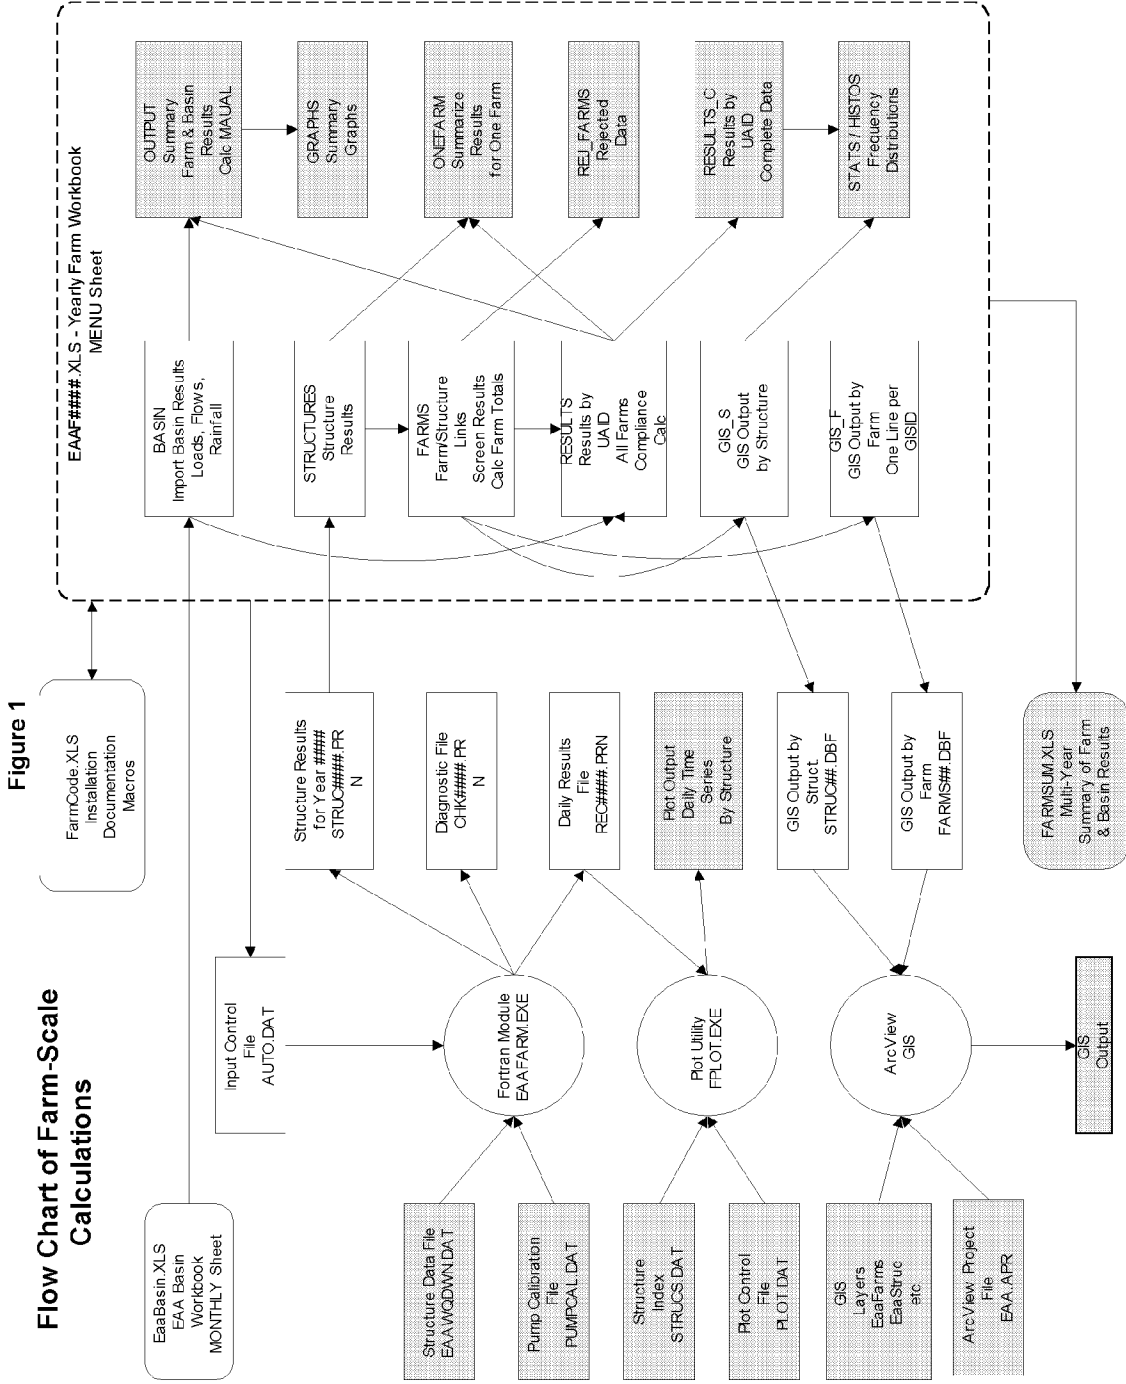 Figure 1
Flow Chart of Farm-Scale
Calculations
EaaBasin.XLS
EAA Basin
Workbook
MONTHLY Sheet
Input Control
File
AUTO.DAT
FarmCode.XLS
Installation
Documentation
Macros
Structure Data File
EAAWQDWN.DAT
Pump Calibration
File
PUMPCAL.DAT
Structure
Index
STRUCS.DAT
Plot Control
File
PLOT.DAT
GIS
Layers
EaaFarms
EaaStruc
etc
ArcView Project
File
EAA.APR
Fortran Module
EAAFARM.EXE
Plot Utility
FPLOT.EXE
ArcView
GIS
GIS
Output
Structure Results
for Year ####
STRUC####.PR
N
Diagnostic File
CHK####.PR
N
Daily Results
File
REC####.PRN
Plot Output
Daily Time
Series
By Structure
GIS Output by
Struct.
STRUC##.DBF
GIS Output by
Farm
FARMS##.DBF
FARMSUM.XLS
Multi-Year
Summary of Farm
& Basin Results
EAAF####.XLS - Yearly Farm Workbook
MENU Sheet
BASIN
Import Basin Results
Loads, Flows,
Rainfall
STRUCTURES
Structure
Results
FARMS
Farm/Structure
Links
Screen Results
Calc Farm Totals
RESULTS
Results by
UAID
All Farms
Compliance
Calc
GIS_S
GIS Output
by Structure
GIS_F
GIS Output by
Farm
One Line per
GISID
OUTPUT
Summary
Farm & Basin
Results
Calc MAUAL
GRAPHS
Summary
Graphs
ONEFARM
Summarize
Results
for One Farm
REJ_FARMS
Rejected
Data
RESULTS_C
Results by
UAID
Complete Data
STATS / HISTOS
Frequency
Distributions